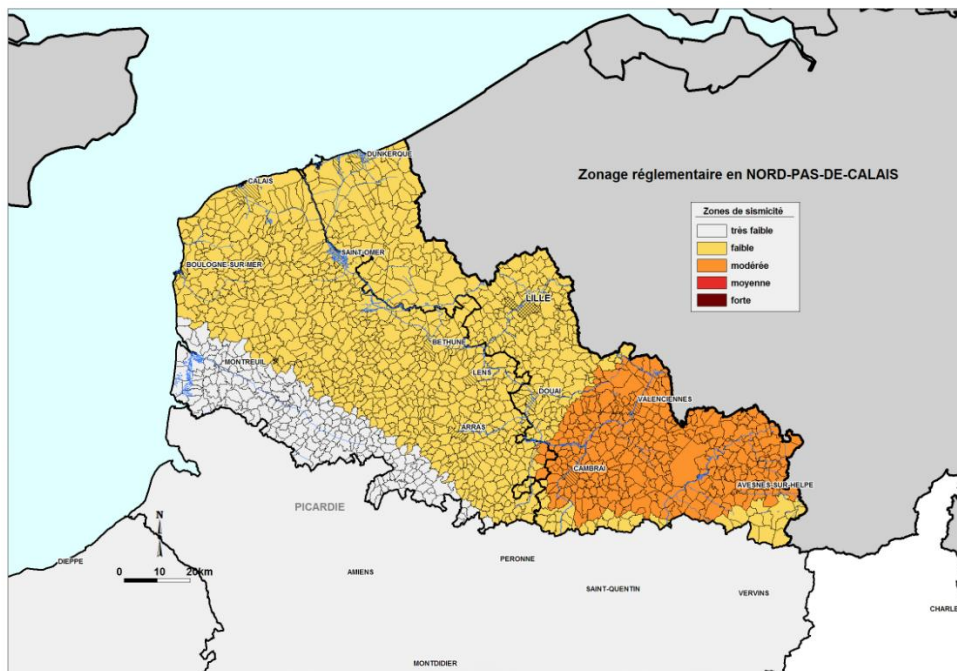 DUNKERQUE
CALAIS
Zonage réglementaire en NORD-PAS-DE-CALAIS
Zones de sismicité
très faible
faible
modérée
moyenne
forte
SAINT-OMER
BOULOGNE-SUR-MER
LILLE
BETHUNE
MONTREUIL
LENS
DOUAI
VALENCIENNES
ARRAS
CAMBRAI
AVESNES-SUR-HELPE
PICARDIE
N
DIEPPE
0 10 20km
AMIENS
PERONNE
SAINT-QUENTIN
VERVINS
CHARLE
MONTDIDIER